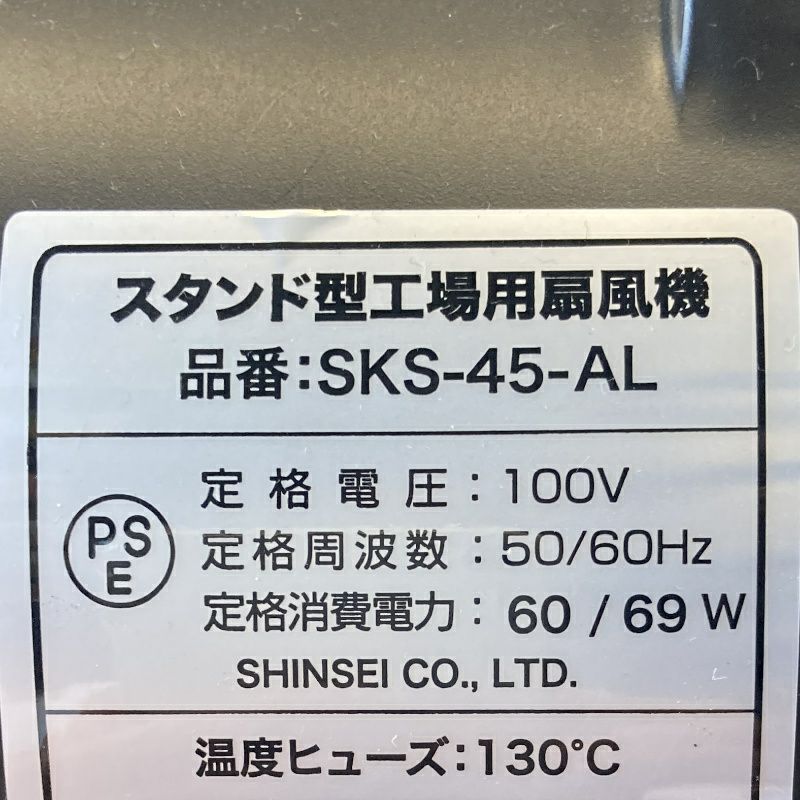 スタンド型工場用扇風機
品番:SKS-45-AL
PS
E
定格電圧:100V
定格周波数:50/60Hz
定格消費電力:60/69W
SHINSEI CO., LTD.
温度ヒューズ:130℃